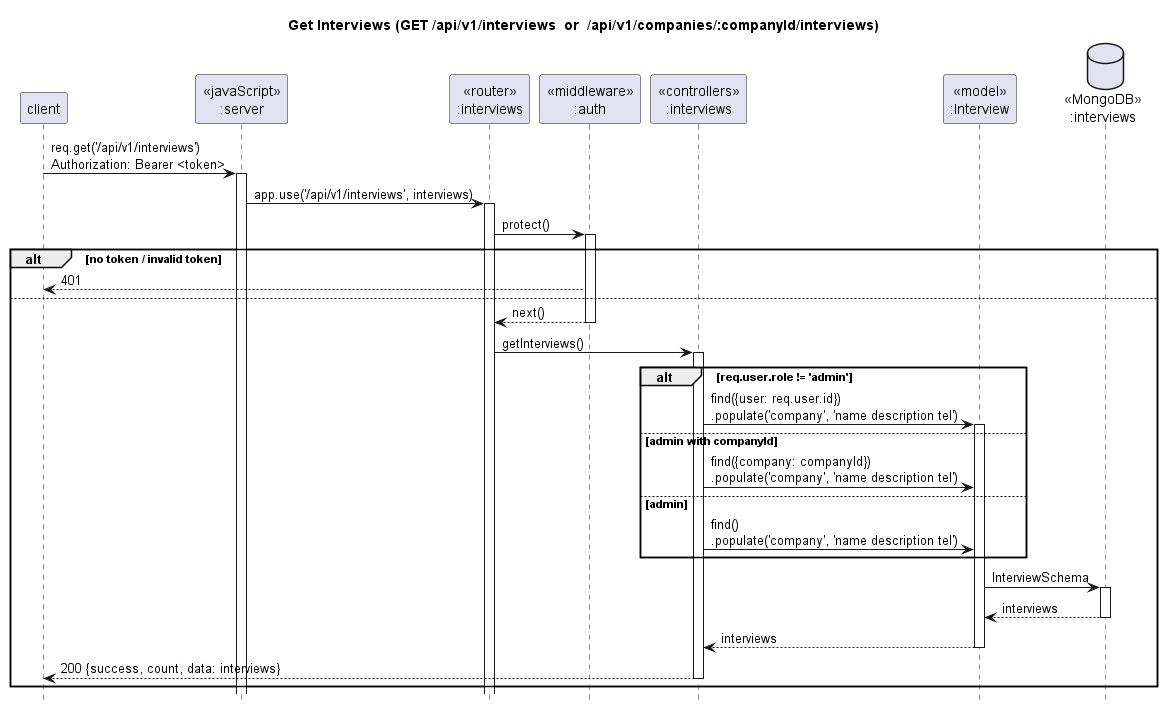 Get Interviews (GET /api/v1/interviews or /api/v1/companies/:companyId/interviews)
client
«javaScript»
:server
«router»
:interviews
«middleware»
:auth
«controllers»
:interviews
«model»
:Interview
«MongoDB»
:interviews
req.get('/api/v1/interviews')
Authorization: Bearer <token>
app.use('/api/v1/interviews', interviews)
protect()
alt [no token / invalid token]
401
next()
getInterviews()
alt [req.user.role != 'admin']
find({user: req.user.id})
.populate('company', 'name description tel')
[admin with companyId]
find({company: companyId})
.populate('company', 'name description tel')
[admin]
find()
.populate('company', 'name description tel')
InterviewSchema
interviews
interviews
200 {success, count, data: interviews}